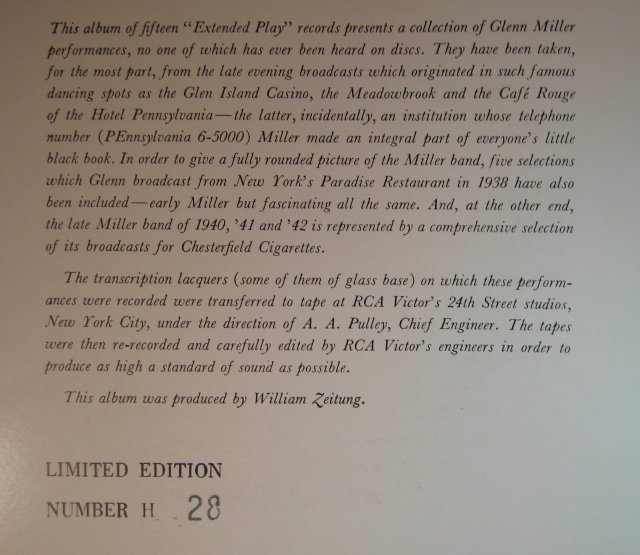 This album of fifteen “Extended Play” records presents a collection of Glenn Miller
performances, no one of which has ever been heard on discs. They have been taken,
for the most part, from the late evening broadcasts which originated in such famous
dancing spots as the Glen Island Casino, the Meadowbrook and the Café Rouge
of the Hotel Pennsylvania—the latter, incidentally, an institution whose telephone
number (PEnnsylvania 6-5000) Miller made an integral part of everyone's little
black book. In order to give a fully rounded picture of the Miller band, five selections
which Glenn broadcast from New York's Paradise Restaurant in 1938 have also
been included—early Miller but fascinating all the same. And, at the other end,
the late Miller band of 1940, '41 and '42 is represented by a comprehensive selection
of its broadcasts for Chesterfield Cigarettes.
The transcription lacquers (some of them of glass base) on which these perform-
ances were recorded were transferred to tape at RCA Victor's 24th Street studios,
New York City, under the direction of A. A. Pulley, Chief Engineer. The tapes
were then re-recorded and carefully edited by RCA Victor's engineers in order to
produce as high a standard of sound as possible.
This album was produced by William Zeitung.
LIMITED EDITION
NUMBER H 28